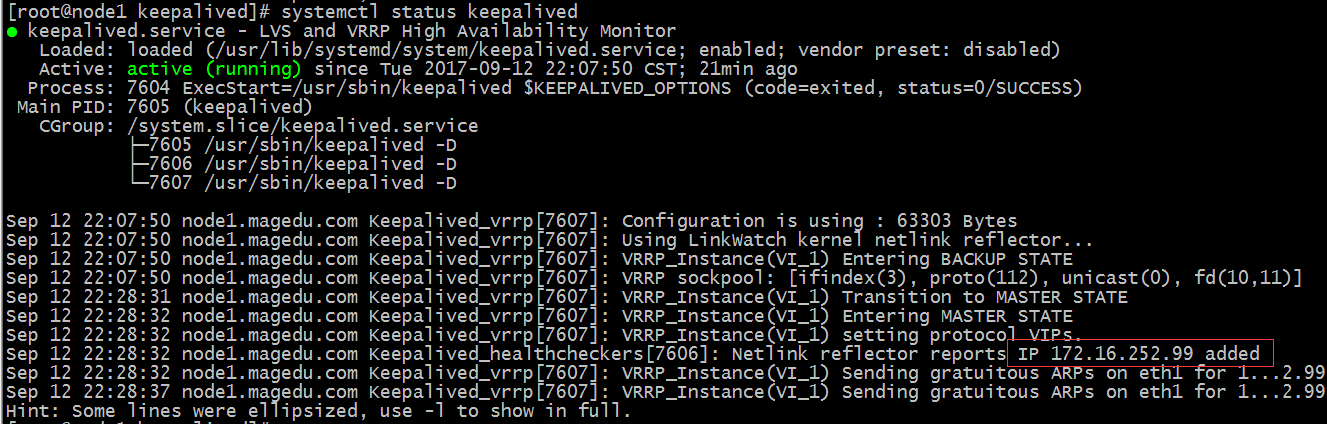 [root@node1 keepalived]# systemctl status keepalived
● keepalived.service - LVS and VRRP High Availability Monitor
   Loaded: loaded (/usr/lib/systemd/system/keepalived.service; enabled; vendor preset: disabled)
   Active: active (running) since Tue 2017-09-12 22:07:50 CST; 21min ago
  Process: 7604 ExecStart=/usr/sbin/keepalived $KEEPALIVED_OPTIONS (code=exited, status=0/SUCCESS)
 Main PID: 7605 (keepalived)
   CGroup: /system.slice/keepalived.service
           ├─7605 /usr/sbin/keepalived -D
           ├─7606 /usr/sbin/keepalived -D
           └─7607 /usr/sbin/keepalived -D
Sep 12 22:07:50 node1.magedu.com Keepalived_vrrp[7607]: Configuration is using : 63303 Bytes
Sep 12 22:07:50 node1.magedu.com Keepalived_vrrp[7607]: Using LinkWatch kernel netlink reflector...
Sep 12 22:07:50 node1.magedu.com Keepalived_vrrp[7607]: VRRP_Instance(VI_1) Entering BACKUP STATE
Sep 12 22:07:50 node1.magedu.com Keepalived_vrrp[7607]: VRRP sockpool: [ifindex(3), proto(112), unicast(0), fd(10,11)]
Sep 12 22:28:31 node1.magedu.com Keepalived_vrrp[7607]: VRRP_Instance(VI_1) Transition to MASTER STATE
Sep 12 22:28:32 node1.magedu.com Keepalived_vrrp[7607]: VRRP_Instance(VI_1) Entering MASTER STATE
Sep 12 22:28:32 node1.magedu.com Keepalived_vrrp[7607]: VRRP_Instance(VI_1) setting protocol VIPs.
Sep 12 22:28:32 node1.magedu.com Keepalived_healthcheckers[7606]: Netlink reflector reports IP 172.16.252.99 added
Sep 12 22:28:32 node1.magedu.com Keepalived_vrrp[7607]: VRRP_Instance(VI_1) Sending gratuitous ARPs on eth1 for 1...2.99
Sep 12 22:28:37 node1.magedu.com Keepalived_vrrp[7607]: VRRP_Instance(VI_1) Sending gratuitous ARPs on eth1 for 1...2.99
Hint: Some lines were ellipsized, use -l to show in full.